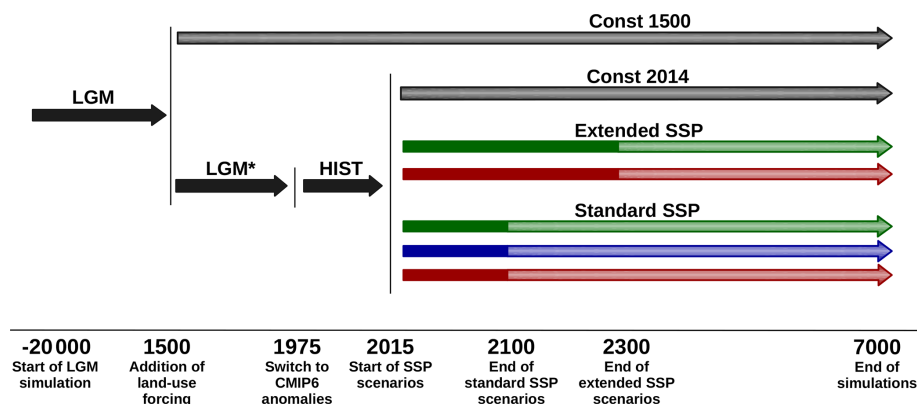 Const 1500
LGM
Const 2014
Extended SSP
LGM*
HIST
Standard SSP
-20 000
Start of LGM
simulation
1500
Addition of
land-use
forcing
1975
Switch to
CMIP6
anomalies
2015
Start of SSP
scenarios
2100
End of
standard SSP
scenarios
2300
End of
extended SSP
scenarios
7000
End of
simulations